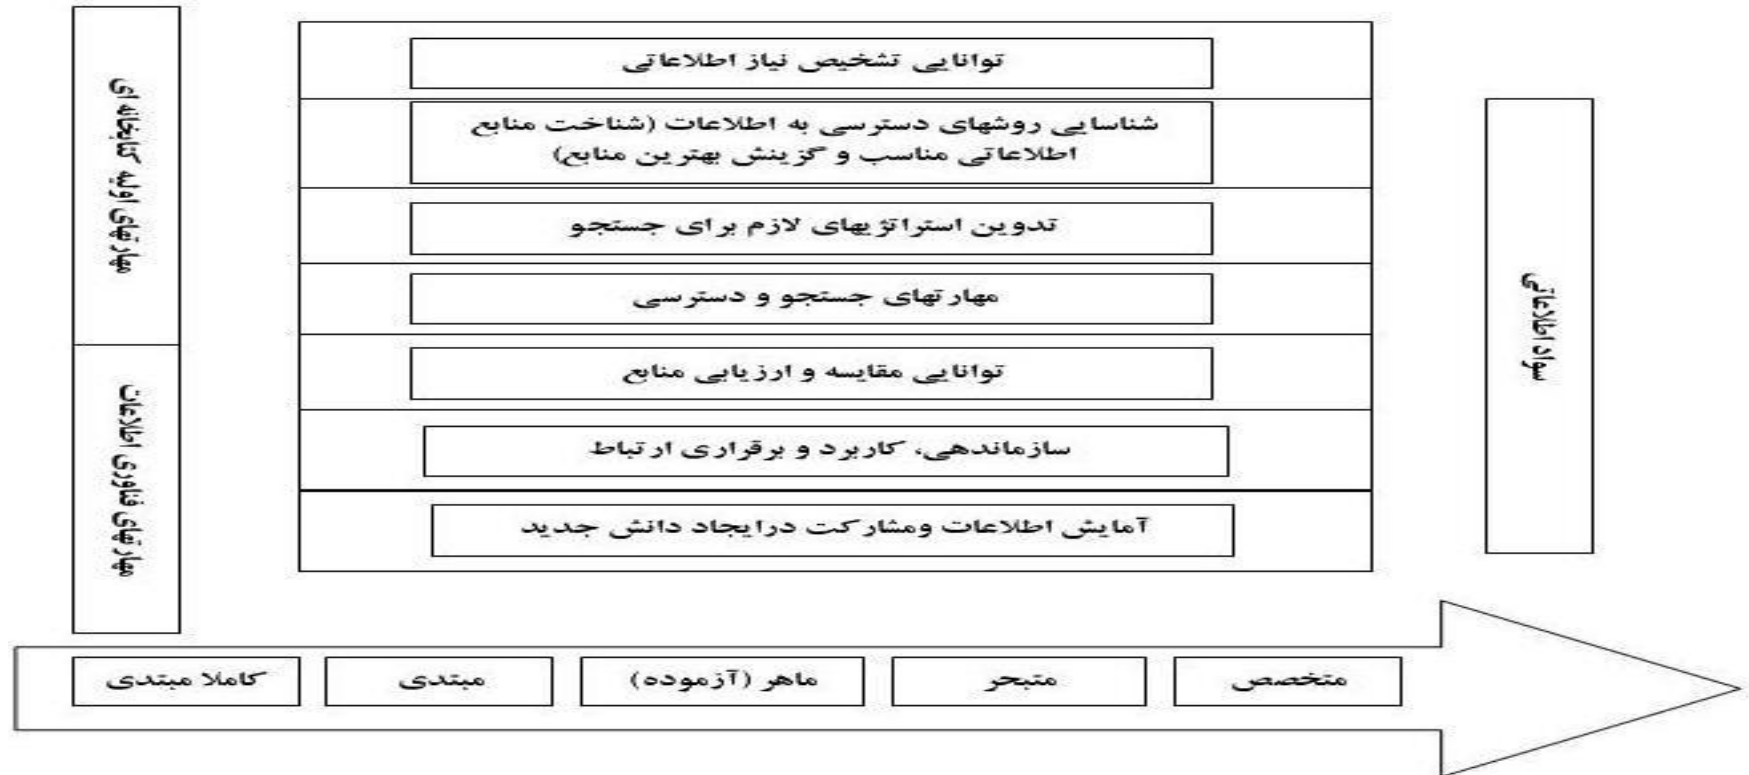 مهارتهای اولیه کتابخانه ای
مهارتهای فناوری اطلاعات
توانایی تشخیص نیاز اطلاعاتی
شناسایی روشهای دسترسی به اطلاعات (شناخت منابع
اطلاعاتی مناسب و گزینش بهترین منابع)
تدوین استراتژیهای لازم برای جستجو
مهارتهای جستجو و دسترسی
توانایی مقایسه و ارزیابی منابع
سازماندهی، کاربرد و برقراری ارتباط
آمایش اطلاعات ومشارکت درایجاد دانش جدید
سواد اطلاعاتی
کاملا مبتدی
مبتدی
ماهر (آزموده)
متبحر
متخصص